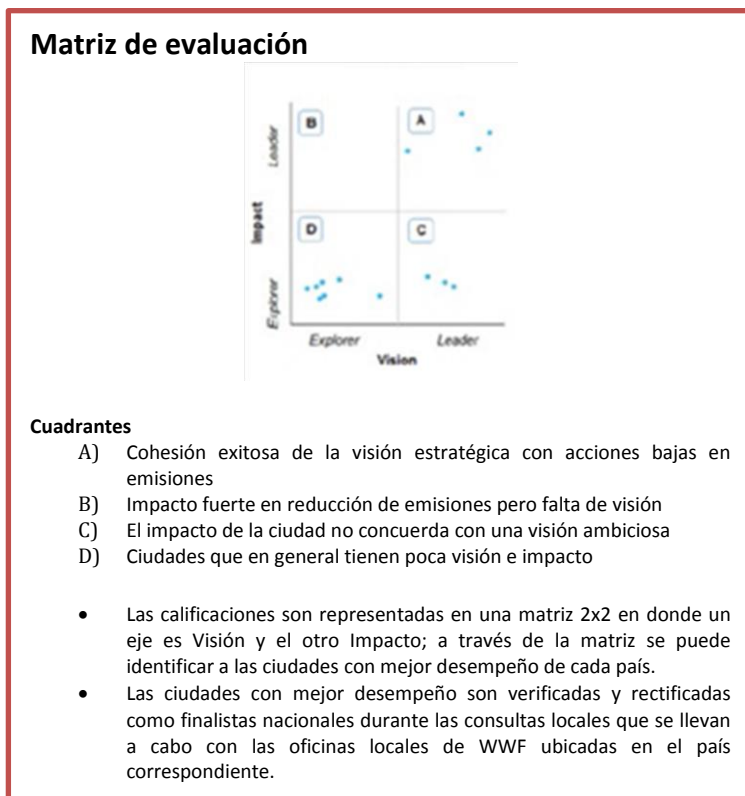 Matriz de evaluación
B
A
Leader
Impact
D
C
Explorer
Explorer
Leader
Vision
Cuadrantes
A) Cohesión exitosa de la visión estratégica con acciones bajas en
emisiones
B) Impacto fuerte en reducción de emisiones pero falta de visión
C) El impacto de la ciudad no concuerda con una visión ambiciosa
D) Ciudades que en general tienen poca visión e impacto
• Las calificaciones son representadas en una matriz 2x2 en donde un
eje es Visión y el otro Impacto; a través de la matriz se puede
identificar a las ciudades con mejor desempeño de cada país.
• Las ciudades con mejor desempeño son verificadas y rectificadas
como finalistas nacionales durante las consultas locales que se llevan
a cabo con las oficinas locales de WWF ubicadas en el país
correspondiente.